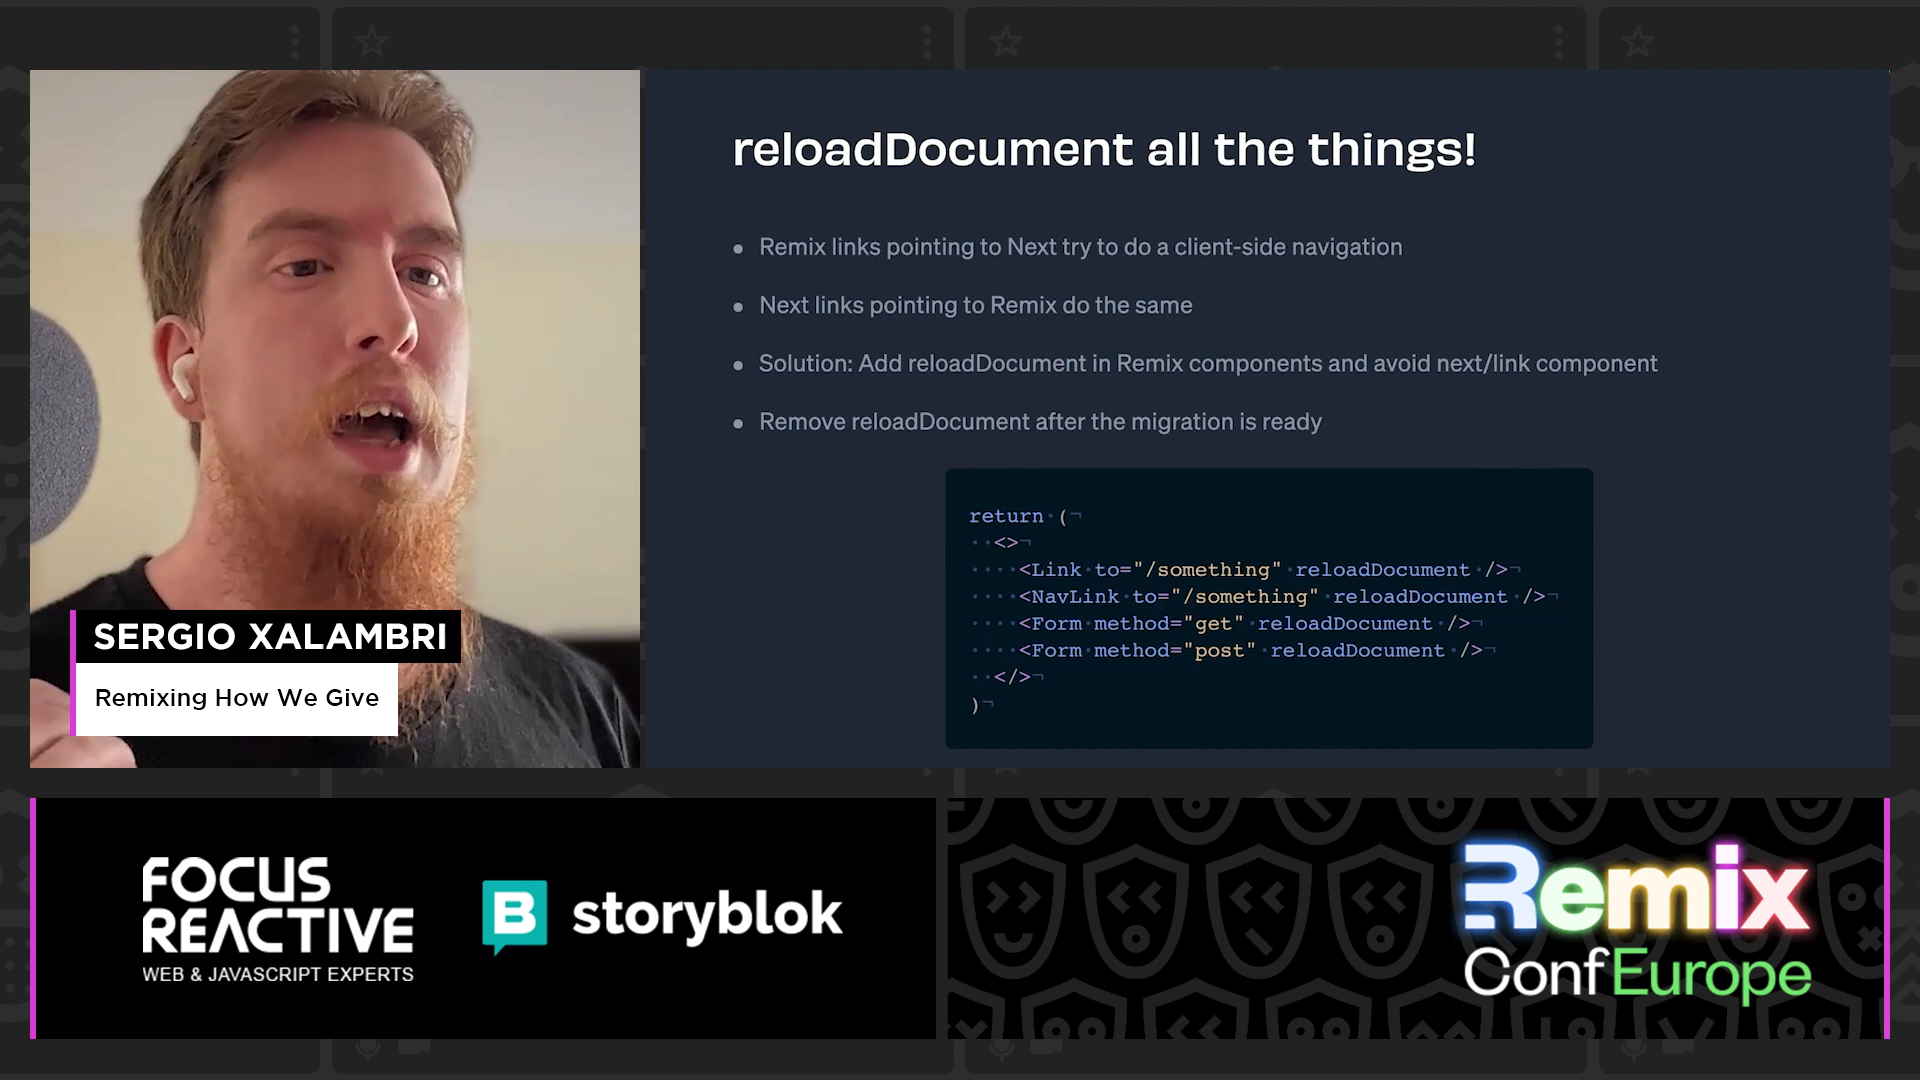 reloadDocument all the things!
• Remix links pointing to Next try to do a client-side navigation
• Next links pointing to Remix do the same
• Solution: Add reloadDocument in Remix components and avoid next/link component
• Remove reloadDocument after the migration is ready
return·(¬
··<>¬
····<Link·to="/something"·reloadDocument·/>¬
····<NavLink·to="/something"·reloadDocument·/>¬
····<Form·method="get"·reloadDocument·/>¬
····<Form·method="post"·reloadDocument·/>¬
··</>¬
)¬
SERGIO XALAMBRI
Remixing How We Give
FOCUS
REACTIVE
WEB & JAVASCRIPT EXPERTS
B storyblok
Remix
ConfEurope